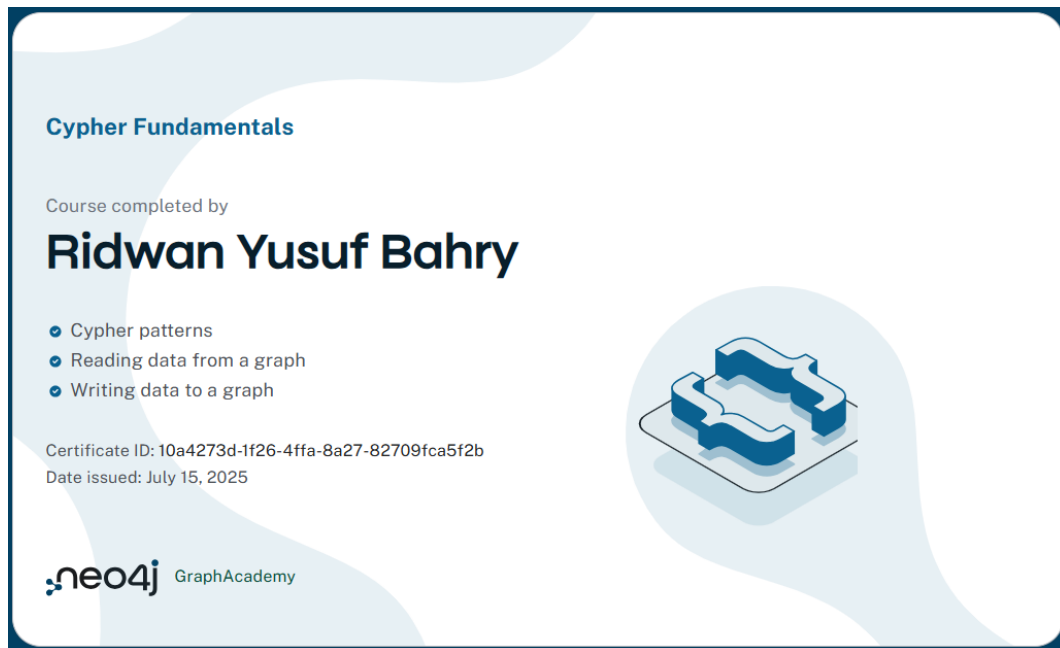 Cypher Fundamentals
Course completed by
Ridwan Yusuf Bahry
Cypher patterns
Reading data from a graph
Writing data to a graph
Certificate ID: 10a4273d-1f26-4ffa-8a27-82709fca5f2b
Date issued: July 15, 2025
neo4j GraphAcademy